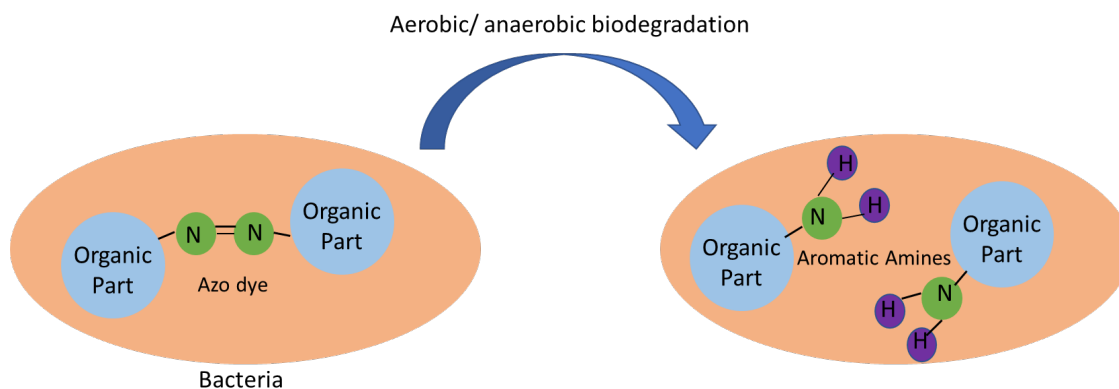 Aerobic/ anaerobic biodegradation
Organic
Part
N
N
Organic
Part
Azo dye
Bacteria
H
H
N
Organic
Part
Aromatic Amines
Organic
Part
N
H
H